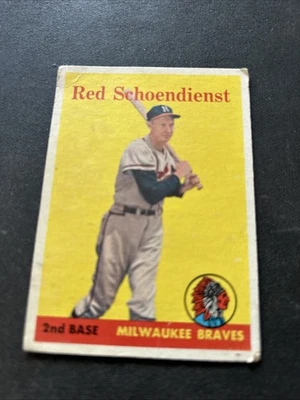 Red Schoendienst
2nd BASE MILWAUKEE BRAVES